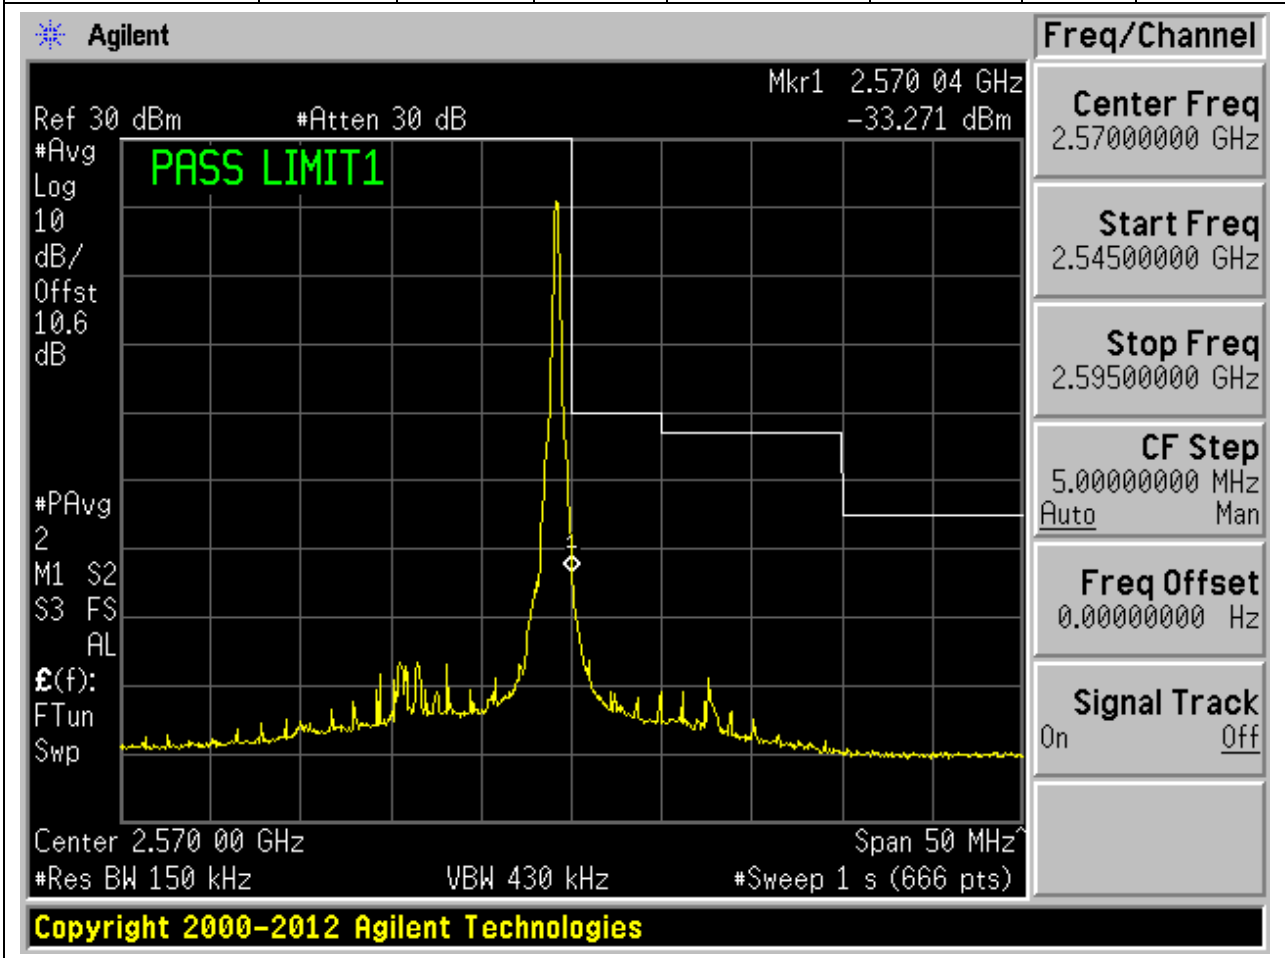 Agilent
Freq/Channel
Mkr1 2.570 04 GHz
Ref 30 dBm #Atten 30 dB -33.271 dBm
#Avg
Log
10
dB/
Offst
10.6
dB
PASS LIMIT1
#PAvg
2
M1 S2
S3 FS
AL
£(f):
FTun
Swp
1
Center 2.570 00 GHz Span 50 MHz^
#Res BW 150 kHz VBW 430 kHz #Sweep 1 s (666 pts)
Center Freq
2.57000000 GHz
Start Freq
2.54500000 GHz
Stop Freq
2.59500000 GHz
CF Step
5.00000000 MHz
Auto Man
Freq Offset
0.00000000 Hz
Signal Track
On Off
Copyright 2000-2012 Agilent Technologies